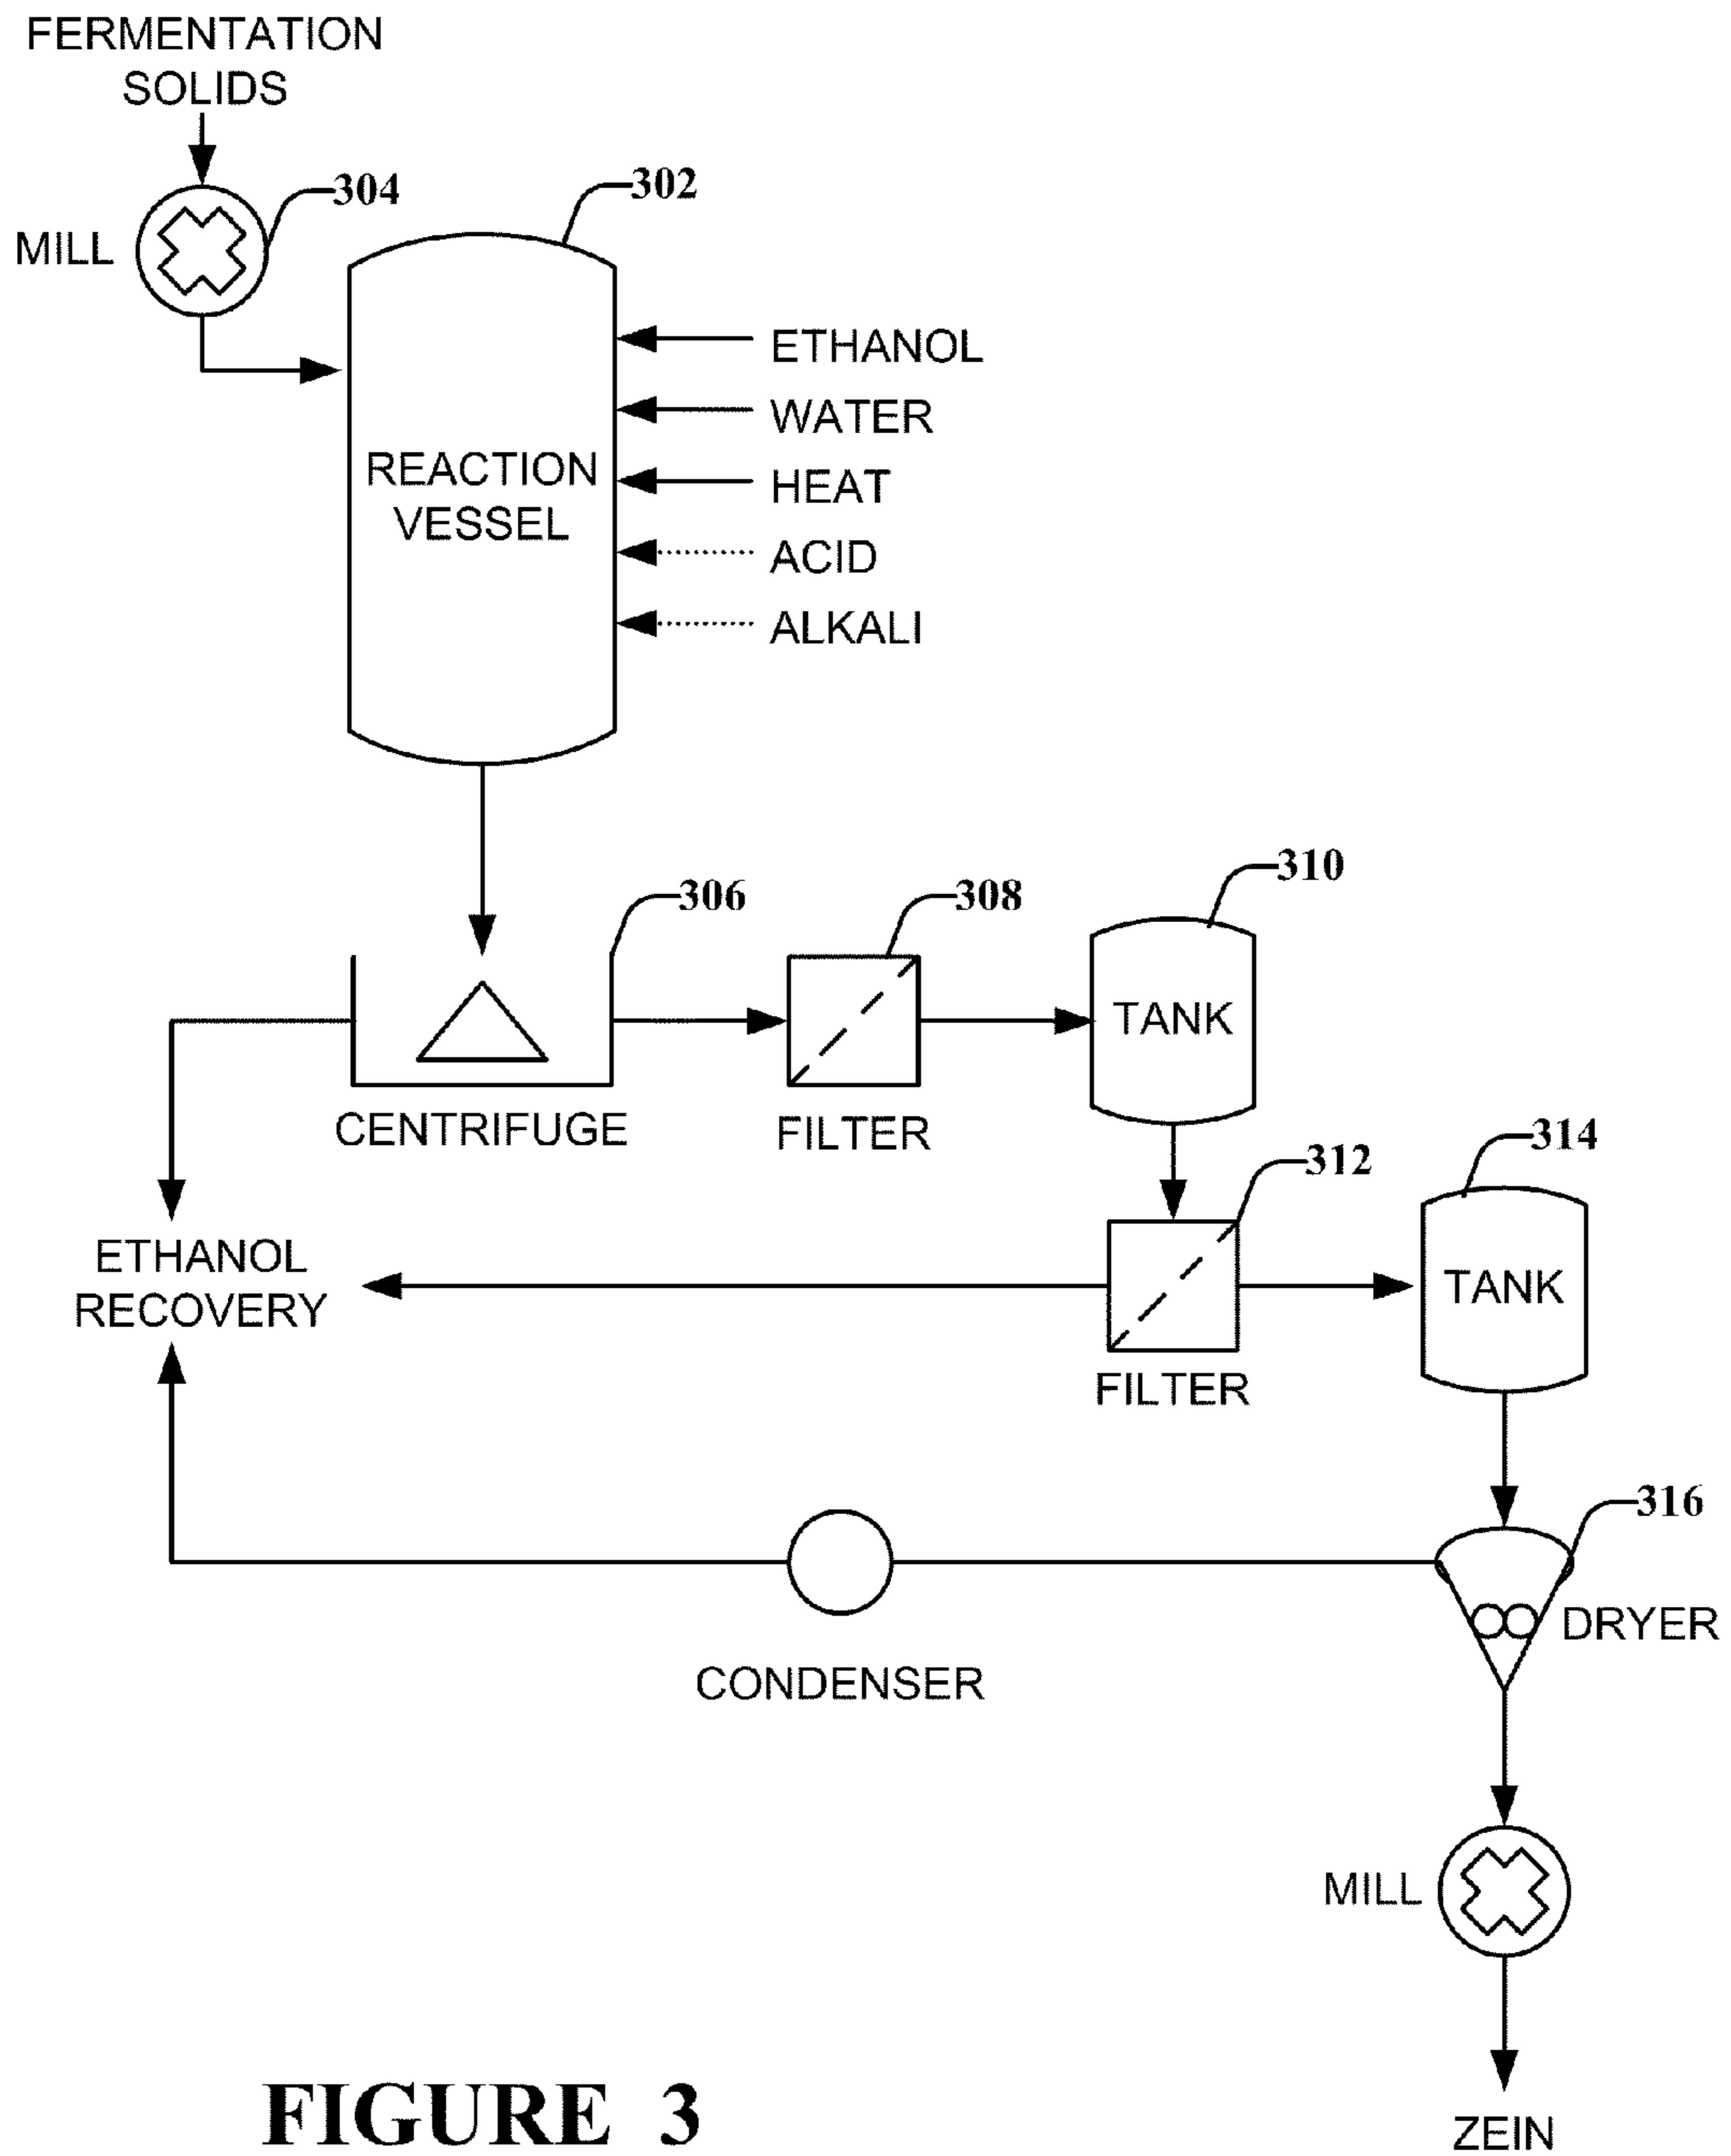 FERMENTATION
SOLIDS
304
302
MILL
ETHANOL
WATER
REACTION
VESSEL
HEAT
ACID
ALKALI
310
306
308
TANK
CENTRIFUGE
FILTER
314
312
ETHANOL
RECOVERY
TANK
FILTER
316
DRYER
CONDENSER
MILL
FIGURE 3
ZEIN